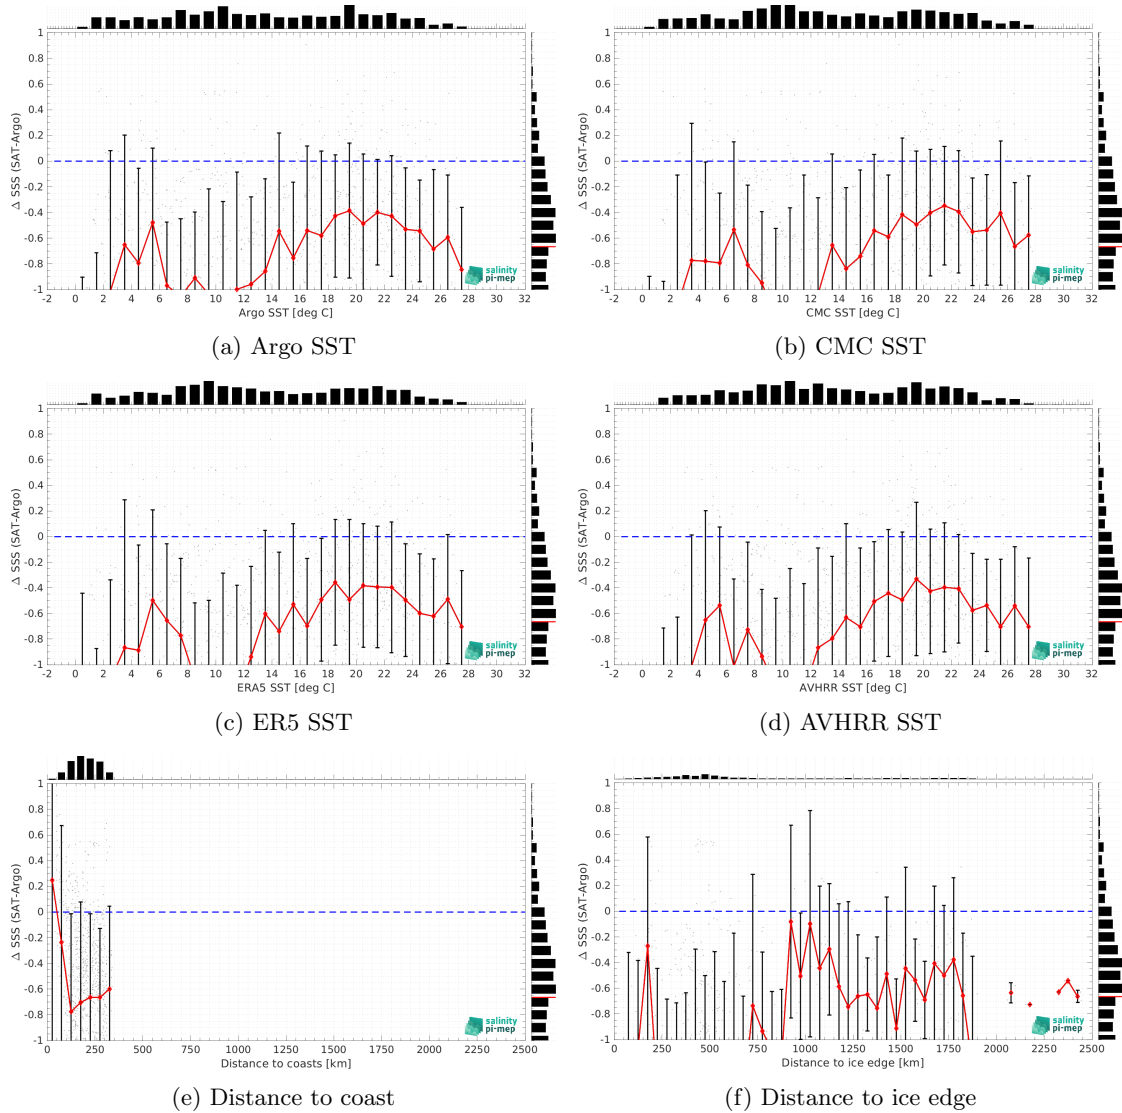 1
0.8
0.6
0.4
0.2
0
-0.2
-0.4
-0.6
-0.8
-1
Δ SSS (SAT-Argo)
-2 0 2 4 6 8 10 12 14 16 18 20 22 24 26 28 30 32
Argo SST [deg C]
salinity
pi-mep
(a) Argo SST
1
0.8
0.6
0.4
0.2
0
-0.2
-0.4
-0.6
-0.8
-1
Δ SSS (SAT-Argo)
-2 0 2 4 6 8 10 12 14 16 18 20 22 24 26 28 30 32
CMC SST [deg C]
salinity
pi-mep
(b) CMC SST
1
0.8
0.6
0.4
0.2
0
-0.2
-0.4
-0.6
-0.8
-1
Δ SSS (SAT-Argo)
-2 0 2 4 6 8 10 12 14 16 18 20 22 24 26 28 30 32
ERA5 SST [deg C]
salinity
pi-mep
(c) ER5 SST
1
0.8
0.6
0.4
0.2
0
-0.2
-0.4
-0.6
-0.8
-1
Δ SSS (SAT-Argo)
-2 0 2 4 6 8 10 12 14 16 18 20 22 24 26 28 30 32
AVHRR SST [deg C]
salinity
pi-mep
(d) AVHRR SST
1
0.8
0.6
0.4
0.2
0
-0.2
-0.4
-0.6
-0.8
-1
Δ SSS (SAT-Argo)
0 250 500 750 1000 1250 1500 1750 2000 2250 2500
Distance to coasts [km]
salinity
pi-mep
(e) Distance to coast
1
0.8
0.6
0.4
0.2
0
-0.2
-0.4
-0.6
-0.8
-1
Δ SSS (SAT-Argo)
0 250 500 750 1000 1250 1500 1750 2000 2250 2500
Distance to ice edge [km]
salinity
pi-mep
(f) Distance to ice edge